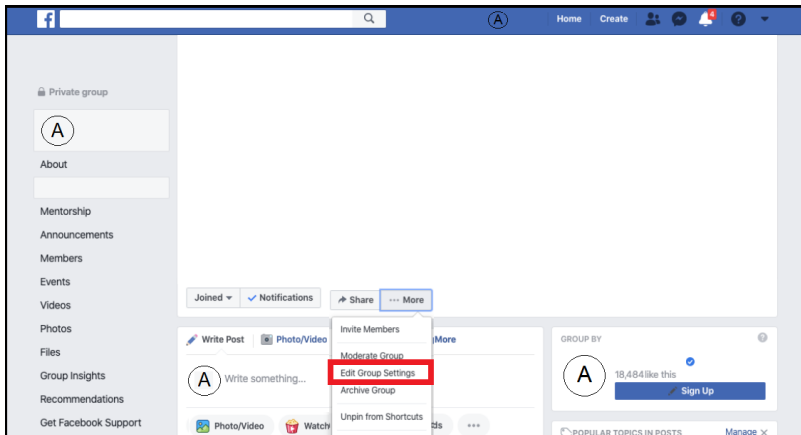 f
A
Home
Create
4
?
Private group
A
About
Mentorship
Announcements
Members
Events
Videos
Photos
Files
Group Insights
Recommendations
Get Facebook Support
Joined
Notifications
Share
··· More
Invite Members
Moderate Group
Edit Group Settings
Archive Group
Unpin from Shortcuts
Write Post
Photo/Video
More
A
Write something...
Photo/Video
Watch
GROUP BY
?
A
18,484 like this
Sign Up
POPULAR TOPICS IN POSTS
Manage ×